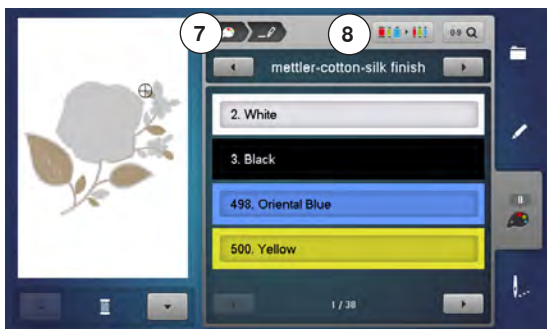 7
8
0-9
mettler-cotton-silk finish
2. White
3. Black
498. Oriental Blue
500. Yellow
1 / 38